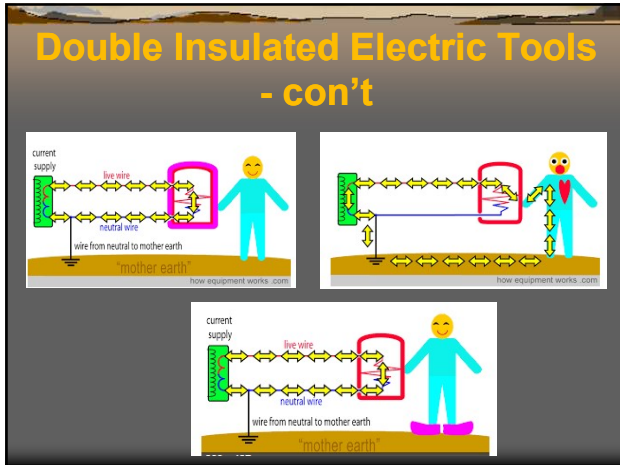 Double Insulated Electric Tools
- con’t
current
supply
live wire
neutral wire
wire from neutral to mother earth
“mother earth”
how equipment works .com
how equipment works .com
current
supply
live wire
neutral wire
wire from neutral to mother earth
“mother earth”